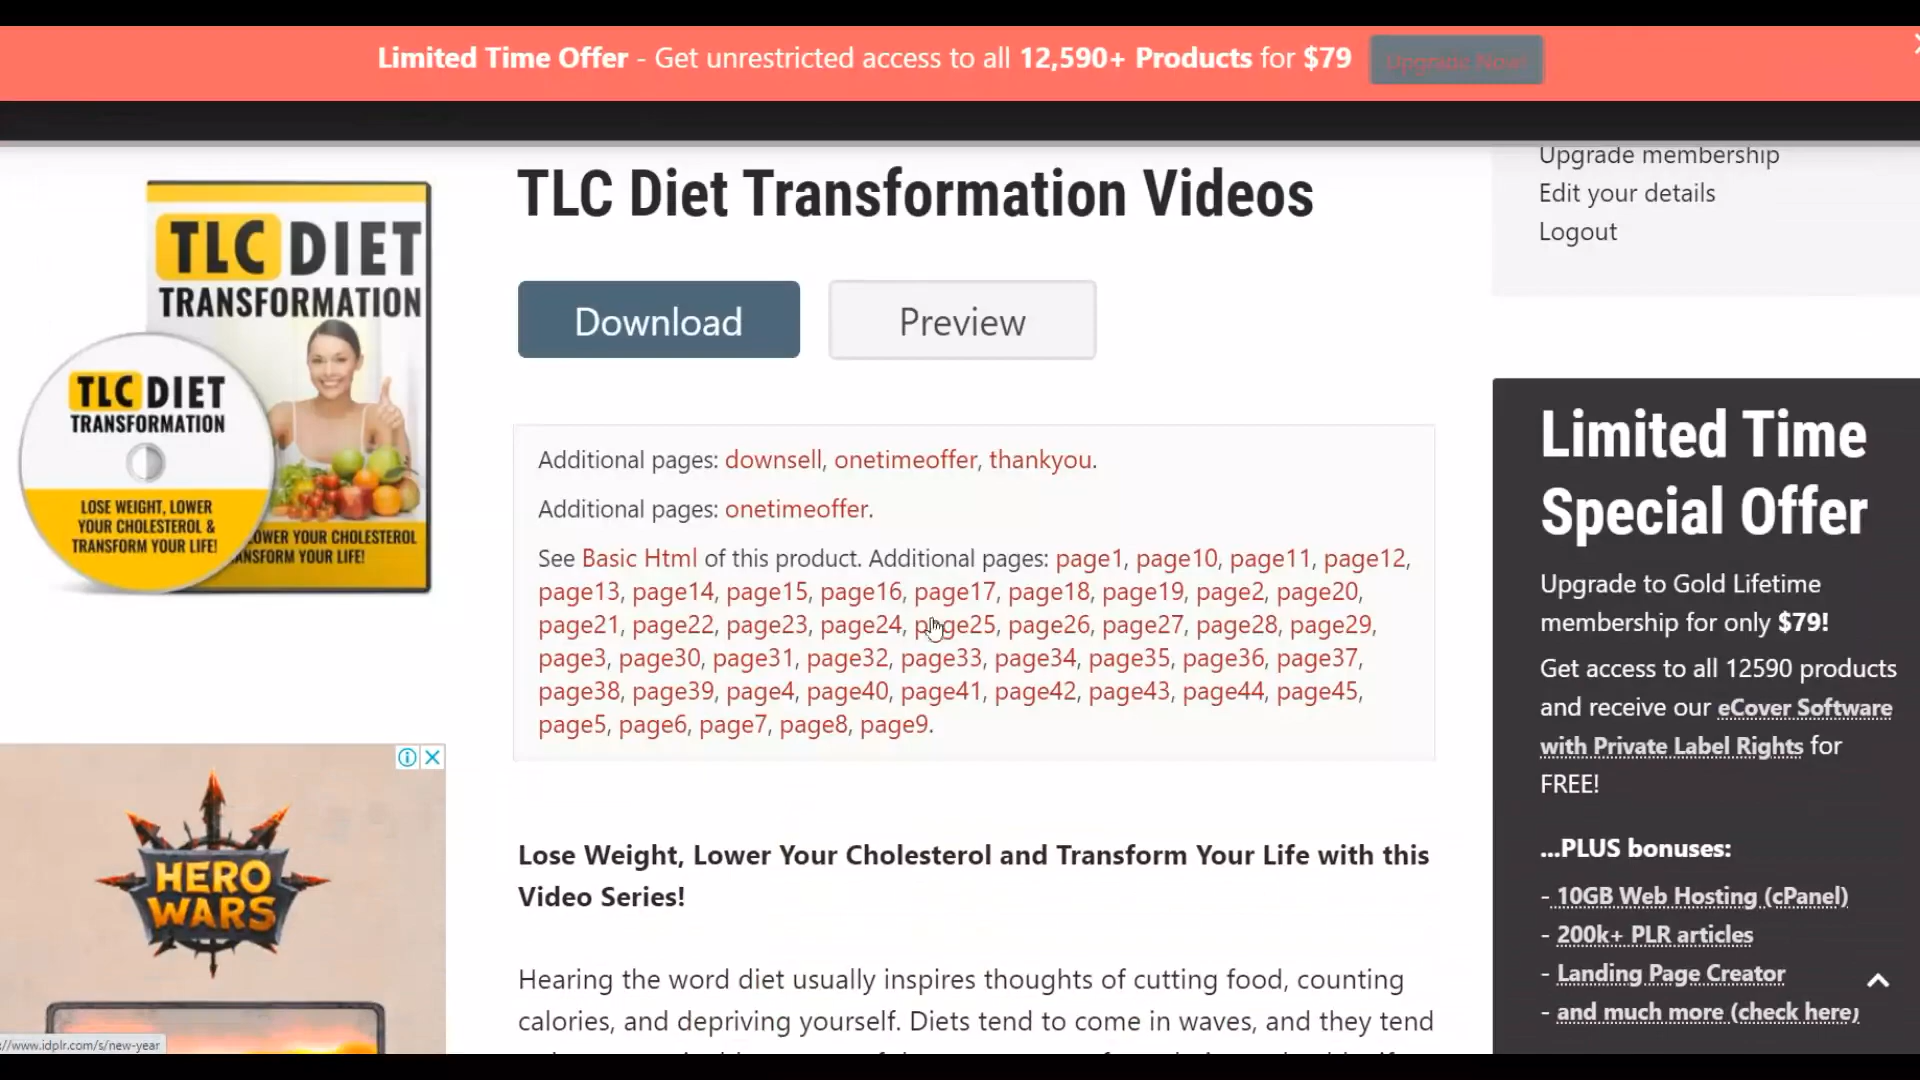 Limited Time Offer - Get unrestricted access to all 12,590+ Products for $79 Upgrade Now!
Upgrade membership
Edit your details
Logout
TLC Diet Transformation Videos
Download
Preview
TLC DIET
TRANSFORMATION
TLC DIET
TRANSFORMATION
LOSE WEIGHT, LOWER
YOUR CHOLESTEROL &
TRANSFORM YOUR LIFE!
OWER YOUR CHOLESTEROL
ANSFORM YOUR LIFE!
Additional pages: downsell, onetimeoffer, thankyou.
Additional pages: onetimeoffer.
See Basic Html of this product. Additional pages: page1, page10, page11, page12,
page13, page14, page15, page16, page17, page18, page19, page2, page20,
page21, page22, page23, page24, page25, page26, page27, page28, page29,
page3, page30, page31, page32, page33, page34, page35, page36, page37,
page38, page39, page4, page40, page41, page42, page43, page44, page45,
page5, page6, page7, page8, page9.
Lose Weight, Lower Your Cholesterol and Transform Your Life with this
Video Series!
Hearing the word diet usually inspires thoughts of cutting food, counting
calories, and depriving yourself. Diets tend to come in waves, and they tend
Limited Time
Special Offer
Upgrade to Gold Lifetime
membership for only $79!
Get access to all 12590 products
and receive our eCover Software
with Private Label Rights for
FREE!
...PLUS bonuses:
- 10GB Web Hosting (cPanel)
- 200k+ PLR articles
- Landing Page Creator
- and much more (check here)
HERO
WARS
://www.idplr.com/s/new-year